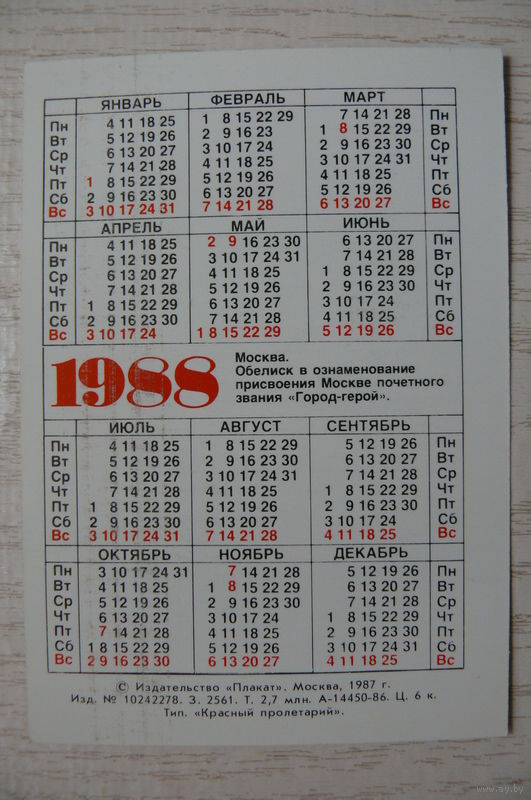 ЯНВАРЬ ФЕВРАЛЬ МАРТ
Пн 4 11 18 25 1 8 15 22 29 7 14 21 28 Пн
Вт 5 12 19 26 2 9 16 23 1 8 15 22 29 Вт
Ср 6 13 20 27 3 10 17 24 2 9 16 23 30 Ср
Чт 7 14 21 28 4 11 18 25 3 10 17 24 31 Чт
Пт 1 8 15 22 29 5 12 19 26 4 11 18 25 Пт
Сб 2 9 16 23 30 6 13 20 27 5 12 19 26 Сб
Вс 3 10 17 24 31 7 14 21 28 6 13 20 27 Вс
АПРЕЛЬ МАЙ ИЮНЬ
Пн 4 11 18 25 2 9 16 23 30 6 13 20 27 Пн
Вт 5 12 19 26 3 10 17 24 31 7 14 21 28 Вт
Ср 6 13 20 27 4 11 18 25 1 8 15 22 29 Ср
Чт 7 14 21 28 5 12 19 26 2 9 16 23 30 Чт
Пт 1 8 15 22 29 6 13 20 27 3 10 17 24 Пт
Сб 2 9 16 23 30 7 14 21 28 4 11 18 25 Сб
Вс 3 10 17 24 1 8 15 22 29 5 12 19 26 Вс
1988
Москва.
Обелиск в ознаменование
присвоения Москве почетного
звания «Город-герой».
ИЮЛЬ АВГУСТ СЕНТЯБРЬ
Пн 4 11 18 25 1 8 15 22 29 5 12 19 26 Пн
Вт 5 12 19 26 2 9 16 23 30 6 13 20 27 Вт
Ср 6 13 20 27 3 10 17 24 31 7 14 21 28 Ср
Чт 7 14 21 28 4 11 18 25 1 8 15 22 29 Чт
Пт 1 8 15 22 29 5 12 19 26 2 9 16 23 30 Пт
Сб 2 9 16 23 30 6 13 20 27 3 10 17 24 Сб
Вс 3 10 17 24 31 7 14 21 28 4 11 18 25 Вс
ОКТЯБРЬ НОЯБРЬ ДЕКАБРЬ
Пн 3 10 17 24 31 7 14 21 28 5 12 19 26 Пн
Вт 4 11 18 25 1 8 15 22 29 6 13 20 27 Вт
Ср 5 12 19 26 2 9 16 23 30 7 14 21 28 Ср
Чт 6 13 20 27 3 10 17 24 1 8 15 22 29 Чт
Пт 7 14 21 28 4 11 18 25 2 9 16 23 30 Пт
Сб 1 8 15 22 29 5 12 19 26 3 10 17 24 31 Сб
Вс 2 9 16 23 30 6 13 20 27 4 11 18 25 Вс
© Издательство «Плакат». Москва, 1987 г.
Изд. № 10242278. З. 2561. Т. 2,7 млн. А-14450-86. Ц. 6 к.
Тип. «Красный пролетарий».
www.ay.by